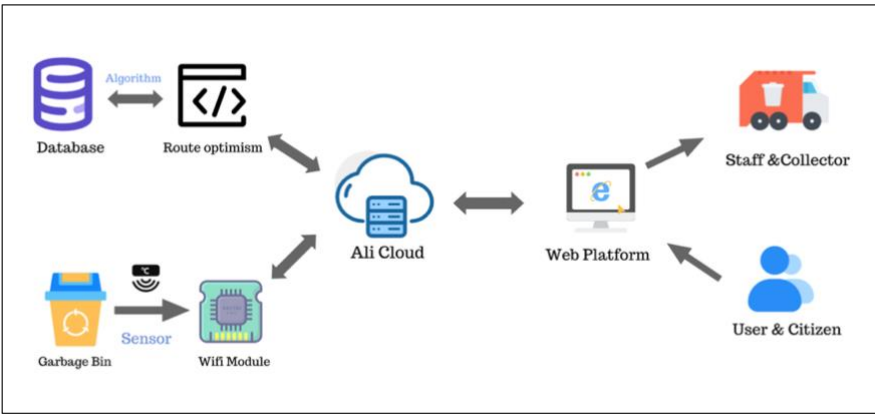 Algorithm
Database
Route optimism
Staff &Collector
Ali Cloud
Web Platform
°C
Sensor
Garbage Bin
Wifi Module
User & Citizen